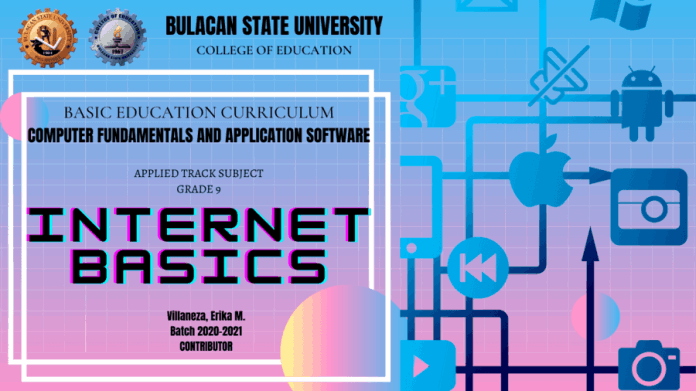 BULACAN STATE UNIVERSITY
COLLEGE OF EDUCATION
BASIC EDUCATION CURRICULUM
COMPUTER FUNDAMENTALS AND APPLICATION SOFTWARE
APPLIED TRACK SUBJECT
GRADE 9
INTERNET
BASICS
Villaneza, Erika M.
Batch 2020-2021
CONTRIBUTOR